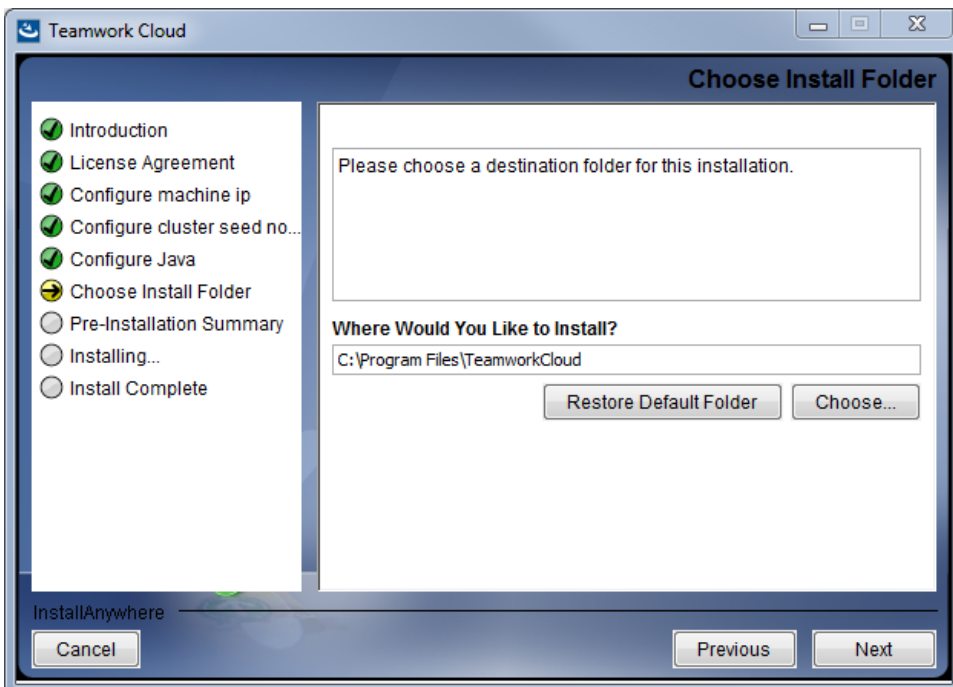 Teamwork Cloud
Choose Install Folder
Introduction
License Agreement
Configure machine ip
Configure cluster seed no...
Configure Java
Choose Install Folder
Pre-Installation Summary
Installing...
Install Complete
Please choose a destination folder for this installation.
Where Would You Like to Install?
C:\Program Files\TeamworkCloud
Restore Default Folder
Choose...
InstallAnywhere
Cancel
Previous
Next